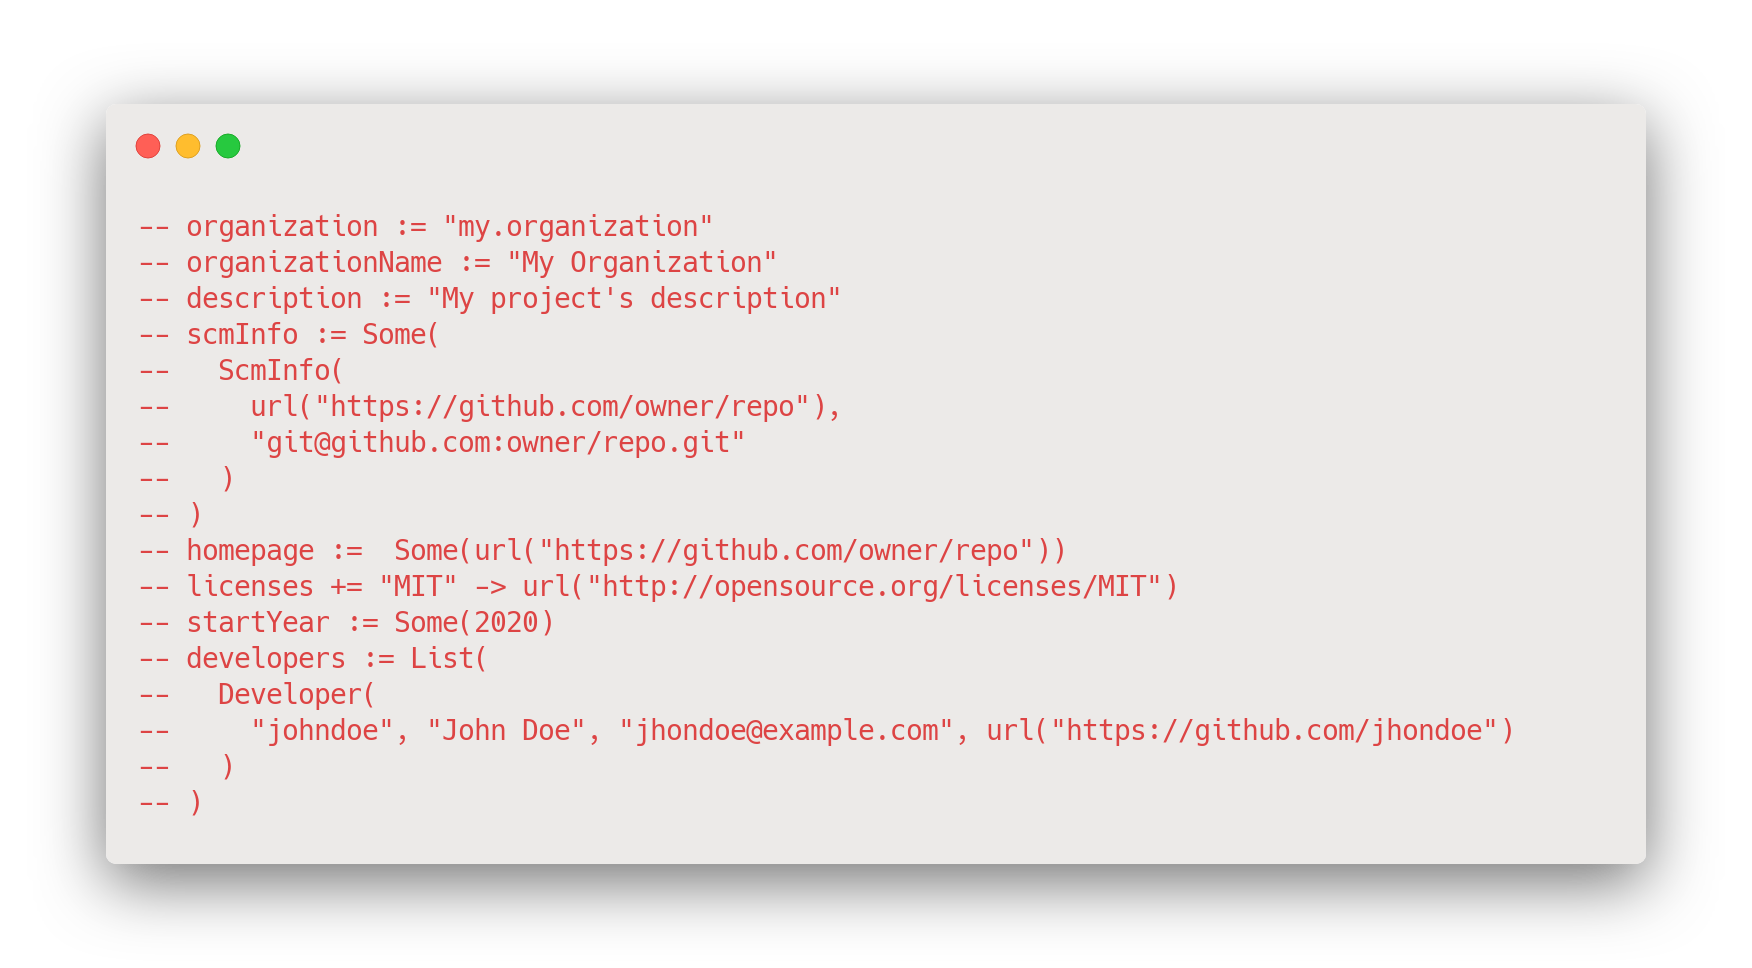 -- organization := "my.organization"
-- organizationName := "My Organization"
-- description := "My project's description"
-- scmInfo := Some(
--   ScmInfo(
--     url("https://github.com/owner/repo"),
--     "git@github.com:owner/repo.git"
--   )
-- )
-- homepage :=  Some(url("https://github.com/owner/repo"))
-- licenses += "MIT" -> url("http://opensource.org/licenses/MIT")
-- startYear := Some(2020)
-- developers := List(
--   Developer(
--     "johndoe", "John Doe", "jhondoe@example.com", url("https://github.com/jhondoe")
--   )
-- )